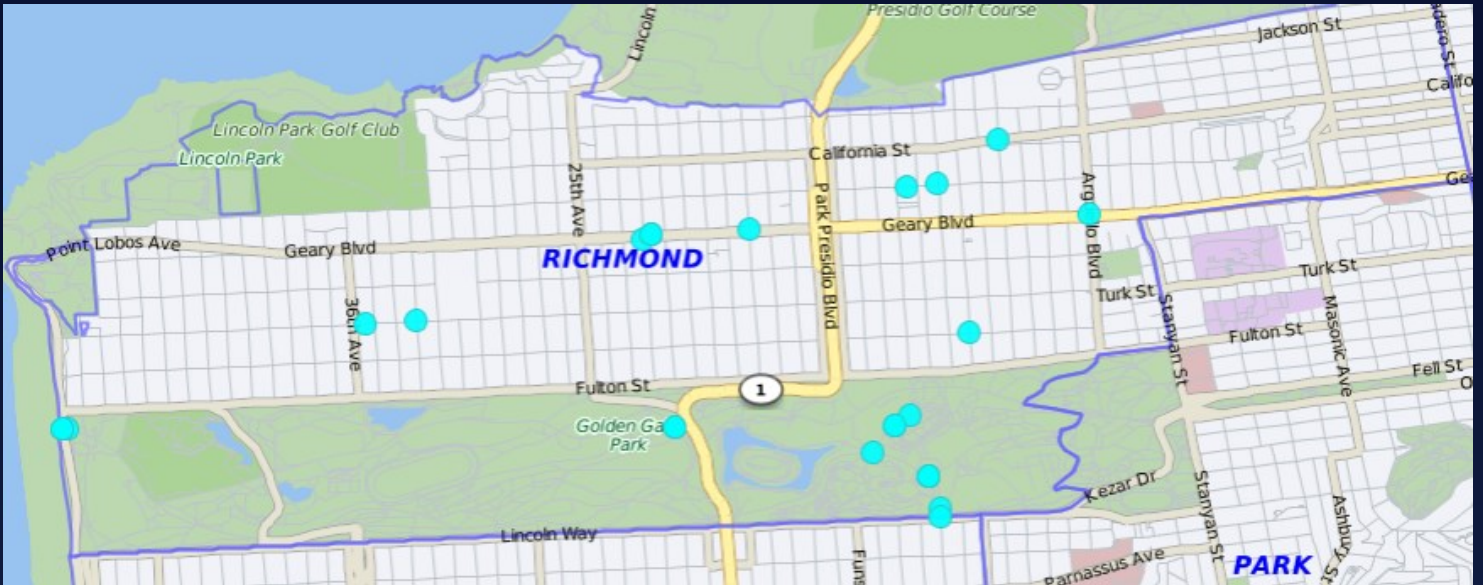 Presidio Golf Course
Lincoln
Jackson St
Lincoln Park Golf Club
Lincoln Park
California St
25th Ave
Park Presidio Blvd
Geary Blvd
Point Lobos Ave
Geary Blvd
RICHMOND
Turk St
Turk St
36th Ave
Stanyan St
Masonic Ave
Fulton St
Fulton St
1
Fell St
Golden Ga
Park
Kezar Dr
Lincoln Way
Stanyan St
Ashbury St
Parnassus Ave
PARK